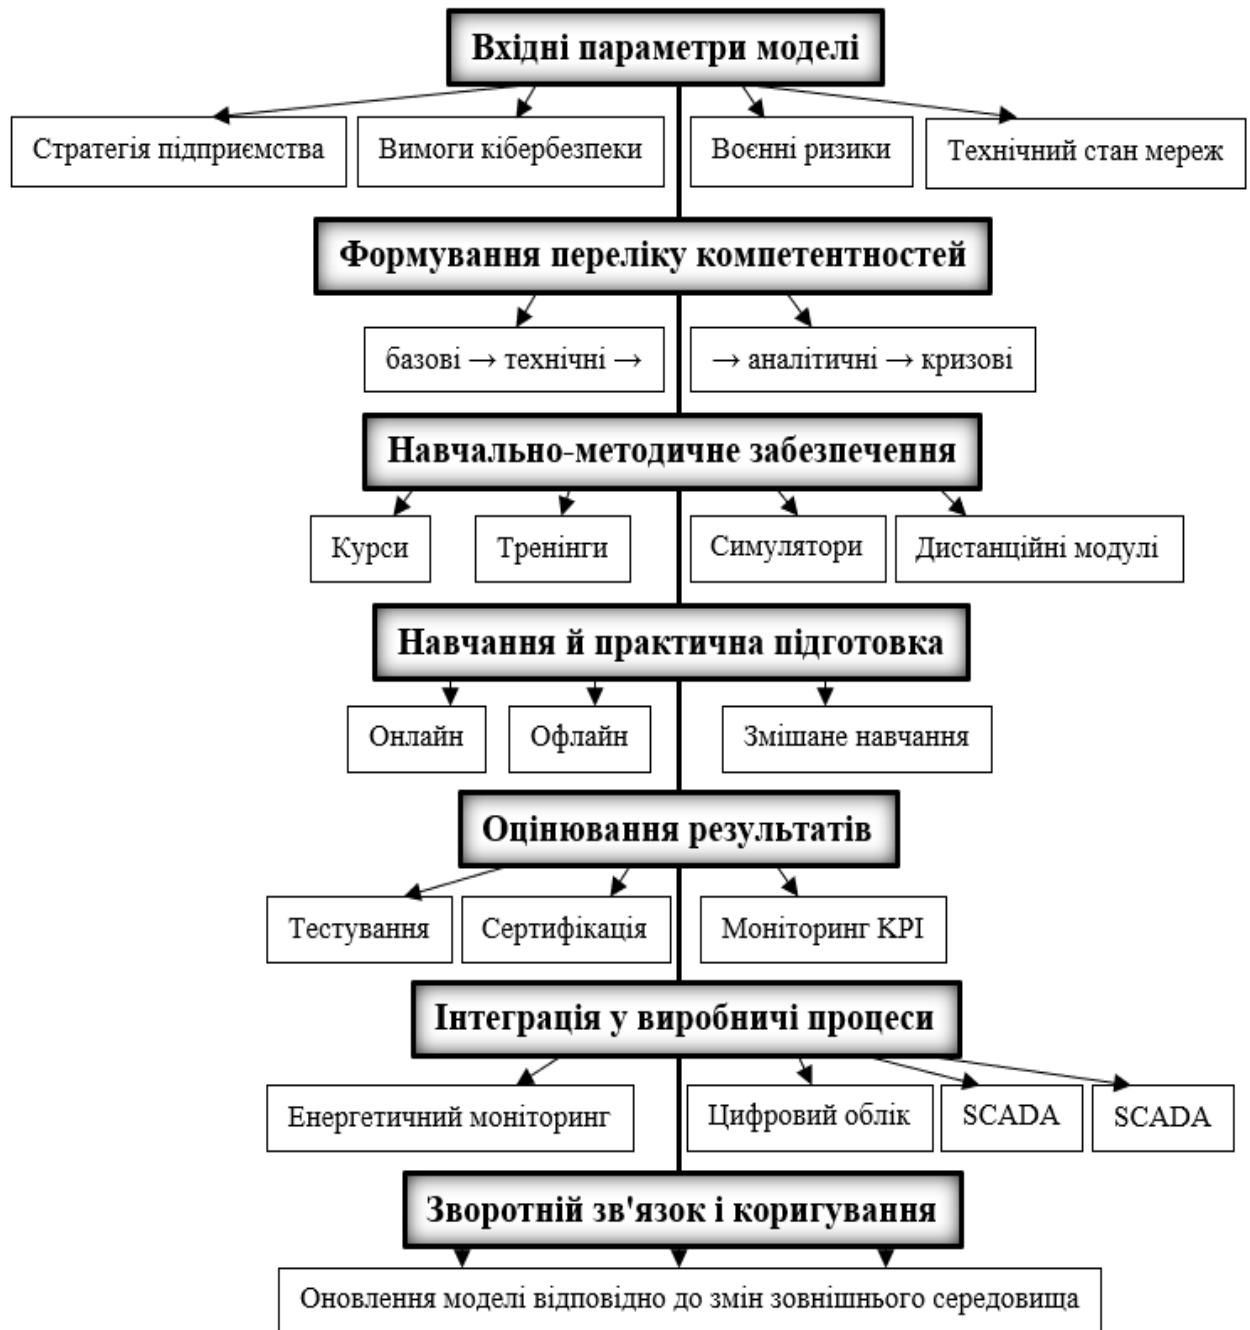 Вхідні параметри моделі
Стратегія підприємства
Вимоги кібербезпеки
Воєнні ризики
Технічний стан мереж
Формування переліку компетентностей
базові → технічні →
→ аналітичні → кризові
Навчально-методичне забезпечення
Курси
Тренінги
Симулятори
Дистанційні модулі
Навчання й практична підготовка
Онлайн
Офлайн
Змішане навчання
Оцінювання результатів
Тестування
Сертифікація
Моніторинг KPI
Інтеграція у виробничі процеси
Енергетичний моніторинг
Цифровий облік
SCADA
SCADA
Зворотній зв'язок і коригування
Оновлення моделі відповідно до змін зовнішнього середовища